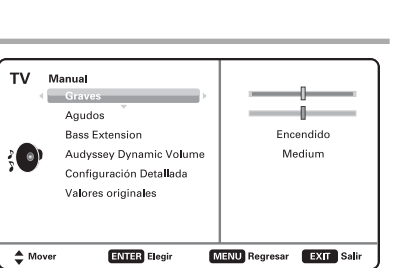 TV Manual
Graves
Agudos
Bass Extension Encendido
Audyssey Dynamic Volume Medium
Configuración Detallada
Valores originales
Mover ENTER Elegir MENU Regresar EXIT Salir